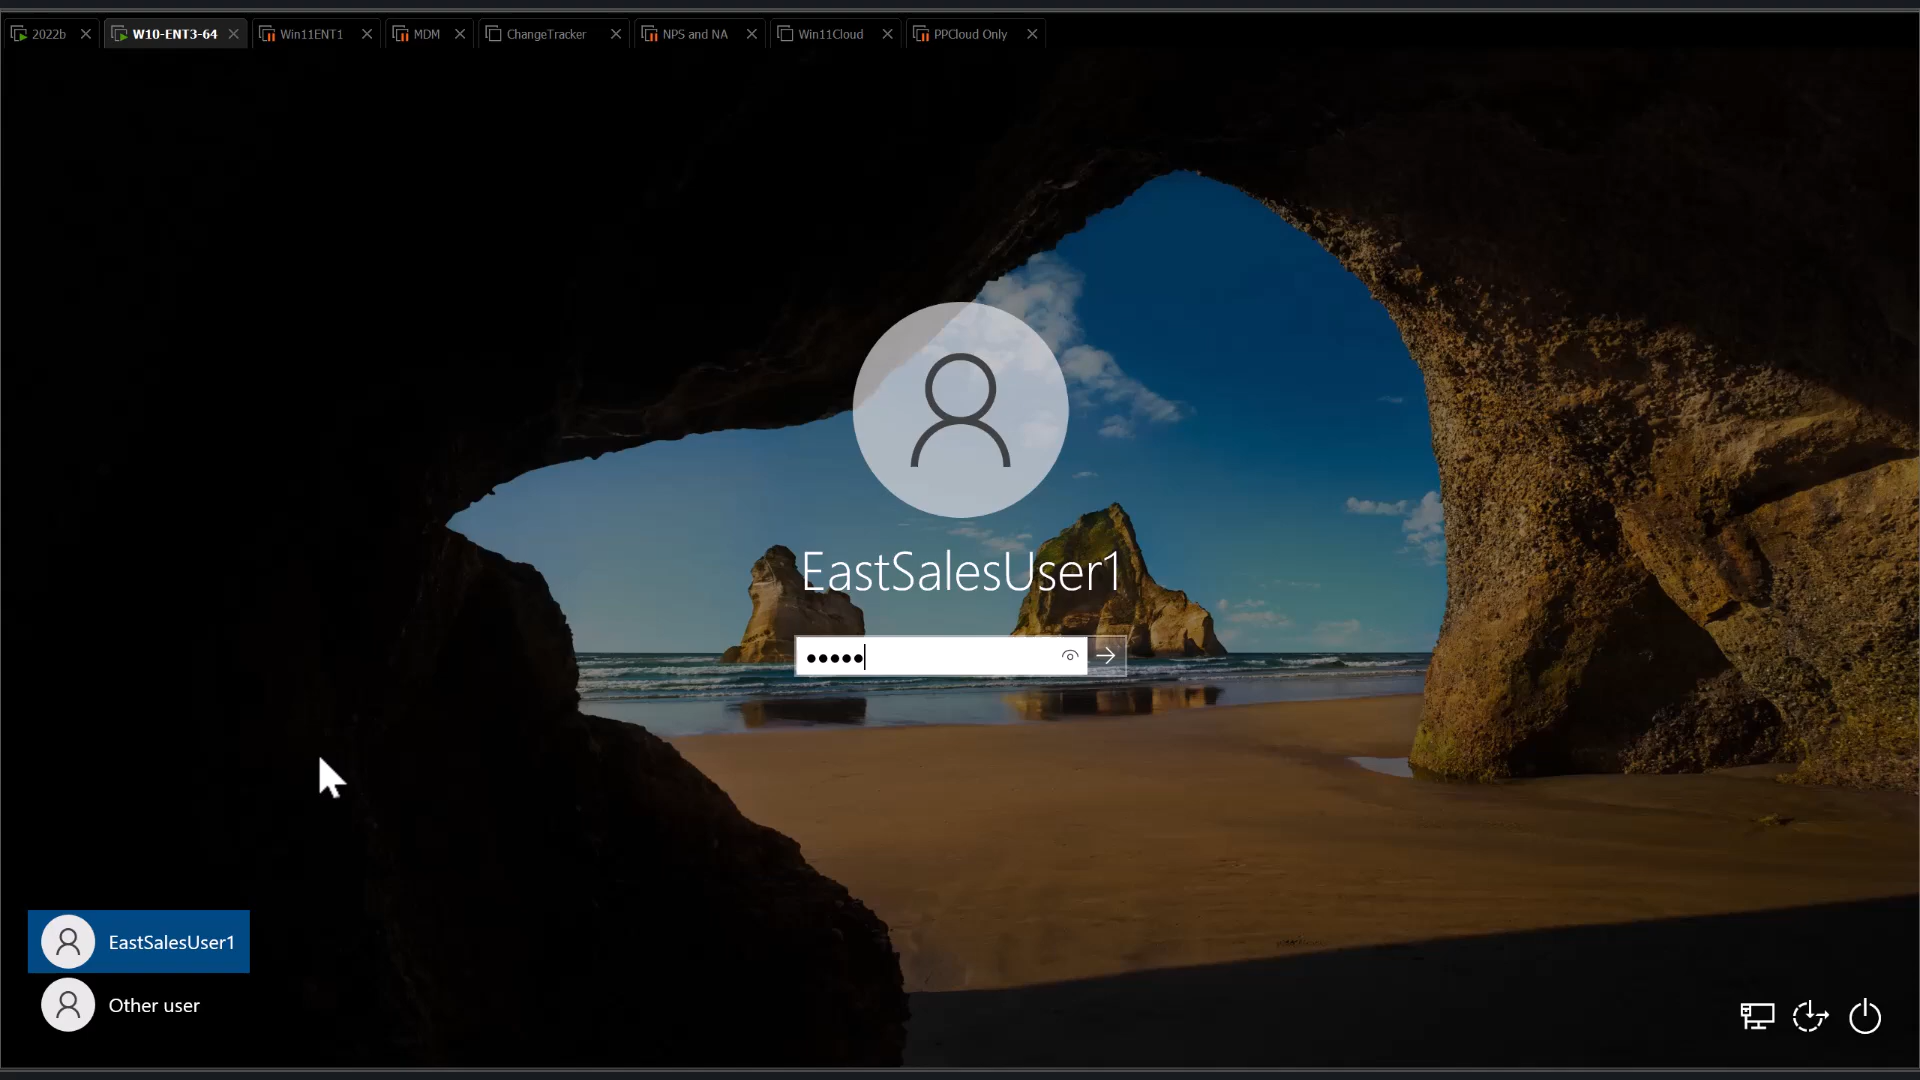 2022b
W10-ENT3-64
Win11ENT1
MDM
ChangeTracker
NPS and NA
Win11Cloud
PPCloud Only
EastSalesUser1
EastSalesUser1
Other user